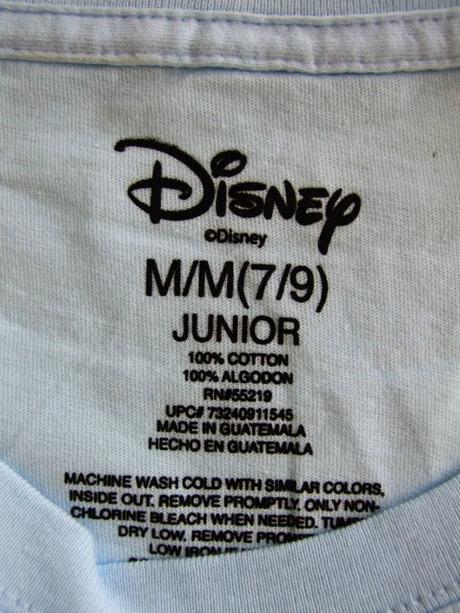 Disney
©Disney
M/M(7/9)
JUNIOR
100% COTTON
100% ALGODON
RN#55219
UPC# 73240911545
MADE IN GUATEMALA
HECHO EN GUATEMALA
MACHINE WASH COLD WITH SIMILAR COLORS,
INSIDE OUT. REMOVE PROMPTLY. ONLY NON-
CHLORINE BLEACH WHEN NEEDED.
DRY LOW. REMOVE
LOW IRON